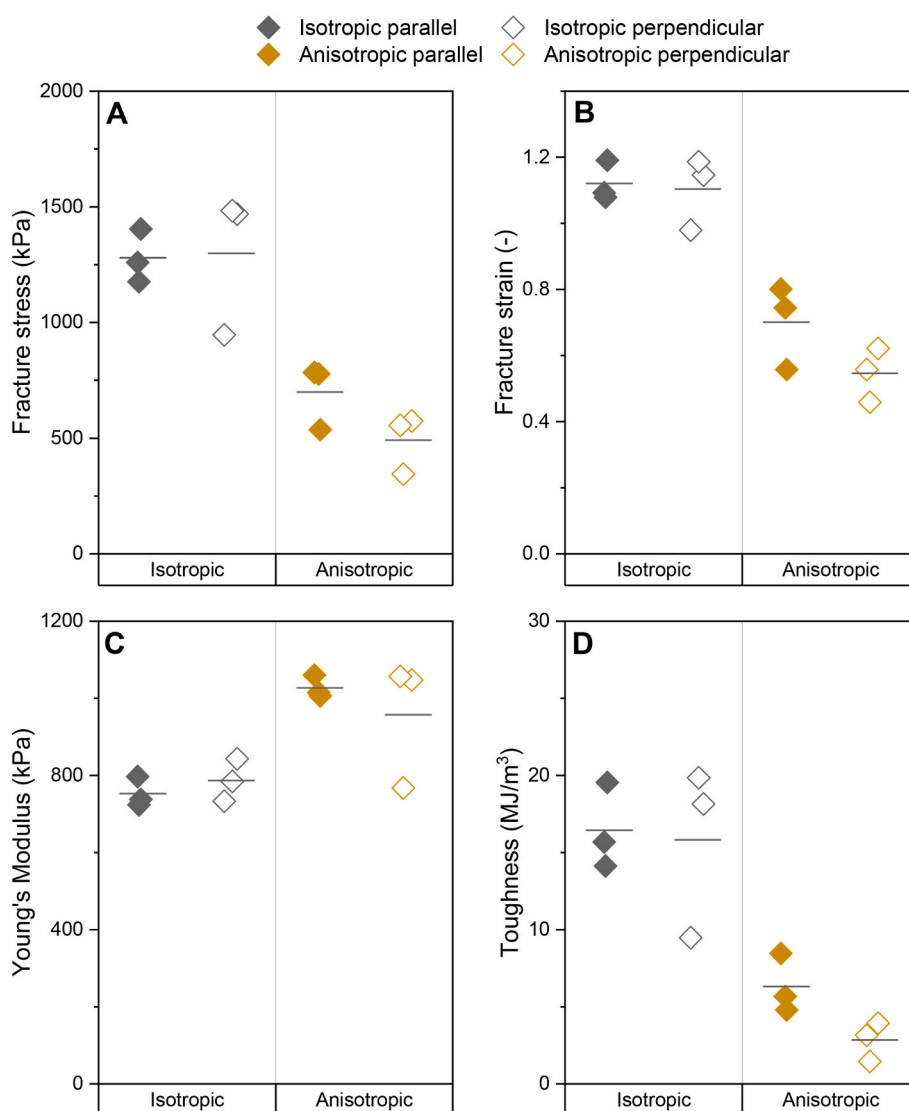 Isotropic parallel Isotropic perpendicular
Anisotropic parallel Anisotropic perpendicular
A
Fracture stress (kPa)
2000
1500
1000
500
0
Isotropic Anisotropic
B
Fracture strain (-)
1.2
0.8
0.4
0.0
Isotropic Anisotropic
C
Young's Modulus (kPa)
1200
800
400
0
Isotropic Anisotropic
D
Toughness (MJ/m³)
30
20
10
0
Isotropic Anisotropic